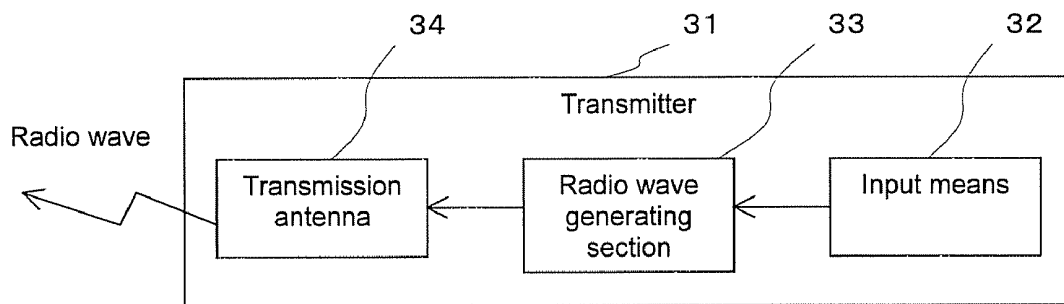 34
31
33
32
Transmitter
Radio wave
Transmission
antenna
Radio wave
generating
section
Input means